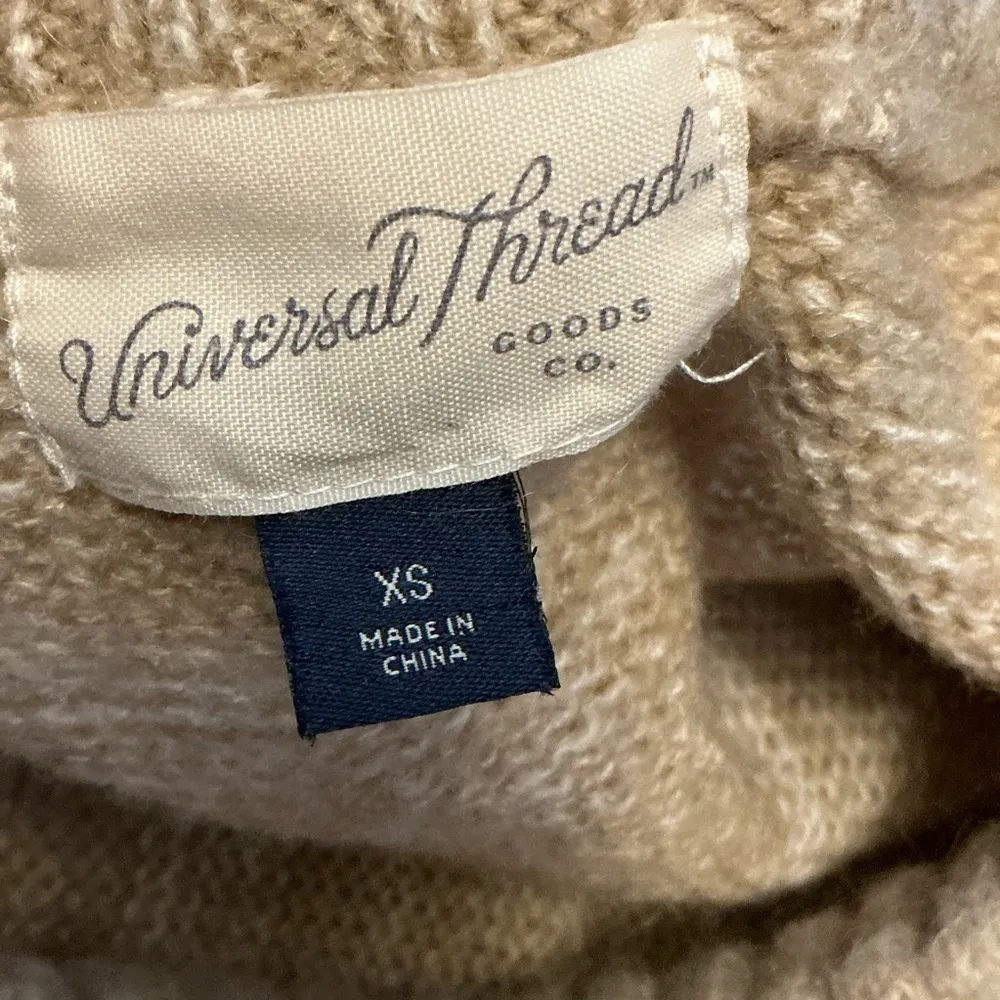 Universal Thread™
GOODS
CO.
XS
MADE IN
CHINA